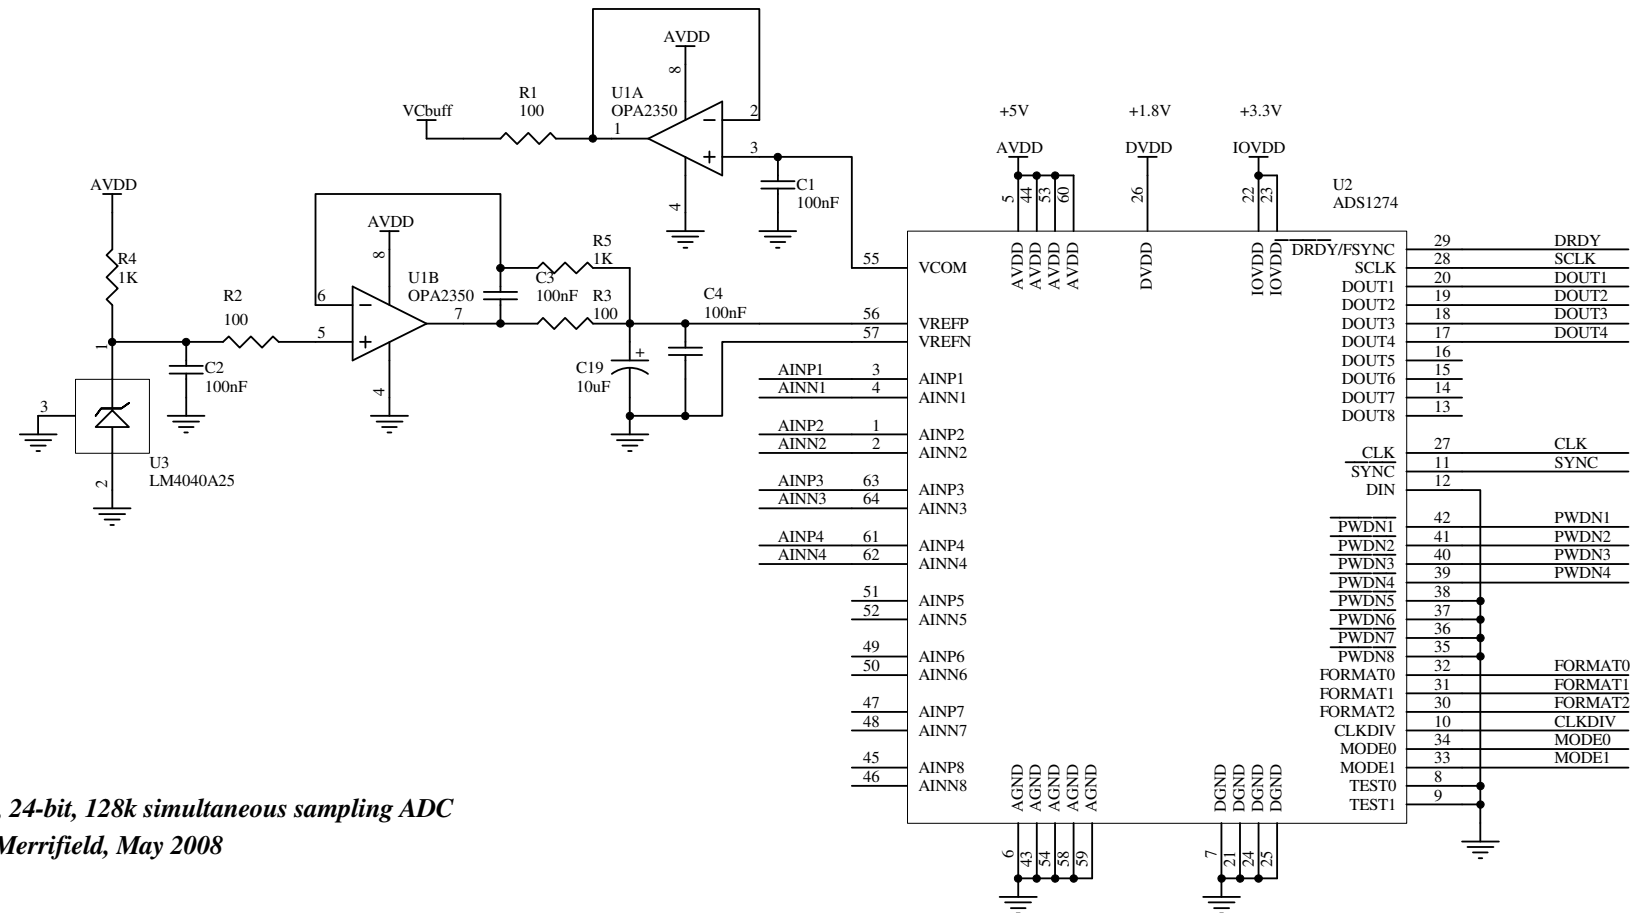 AVDD
8
U1A
OPA2350
R1
100
VCbuff
1
2
3
4
C1
100nF
+5V
+1.8V
+3.3V
AVDD
DVDD
IOVDD
5
44
53
60
26
22
23
U2
ADS1274
AVDD
AVDD
AVDD
AVDD
DVDD
IOVDD
IOVDD
AVDD
R4
1K
AVDD
8
U1B
OPA2350
6
5
7
4
R5
1K
C3
100nF
R3
100
C4
100nF
R2
100
C2
100nF
C19
10uF
+
1
3
2
U3
LM4040A25
55 VCOM
56 VREFP
57 VREFN
AINP1 3 AINP1
AINN1 4 AINN1
AINP2 1 AINP2
AINN2 2 AINN2
AINP3 63 AINP3
AINN3 64 AINN3
AINP4 61 AINP4
AINN4 62 AINN4
51 AINP5
52 AINN5
49 AINP6
50 AINN6
47 AINP7
48 AINN7
45 AINP8
46 AINN8
DRDY/FSYNC 29 DRDY
SCLK 28 SCLK
DOUT1 20 DOUT1
DOUT2 19 DOUT2
DOUT3 18 DOUT3
DOUT4 17 DOUT4
DOUT5 16
DOUT6 15
DOUT7 14
DOUT8 13
CLK 27 CLK
SYNC 11 SYNC
DIN 12
PWDN1 42 PWDN1
PWDN2 41 PWDN2
PWDN3 40 PWDN3
PWDN4 39 PWDN4
PWDN5 38
PWDN6 37
PWDN7 36
PWDN8 35
FORMAT0 32 FORMAT0
FORMAT1 31 FORMAT1
FORMAT2 30 FORMAT2
CLKDIV 10 CLKDIV
MODE0 34 MODE0
MODE1 33 MODE1
TEST0 8
TEST1 9
AGND
AGND
AGND
AGND
AGND
DGND
DGND
DGND
DGND
6
43
54
58
59
7
21
24
25
, 24-bit, 128k simultaneous sampling ADC
Merrifield, May 2008